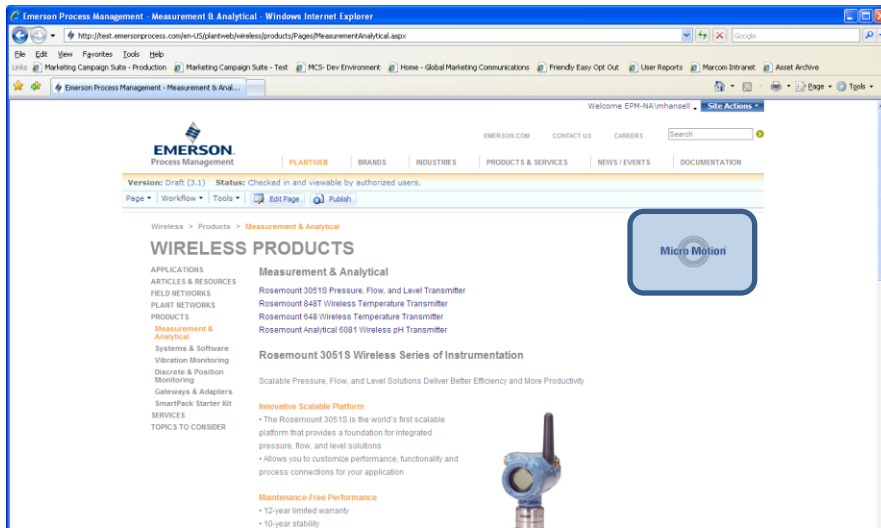 Emerson Process Management - Measurement & Analytical - Windows Internet Explorer
http://test.emersonprocess.com/en-US/plantweb/wireless/products/Pages/MeasurementAnalytical.aspx
Google
File Edit View Favorites Tools Help
Links Marketing Campaign Suite - Production Marketing Campaign Suite - Test MCS- Dev Environment Home - Global Marketing Communications Friendly Easy Opt Out User Reports Marcom Intranet Asset Archive
Emerson Process Management - Measurement & Anal...
Page Tools
Welcome EPM-NA\mhansell Site Actions
EMERSON.COM CONTACT US CAREERS Search
EMERSON.
Process Management
PLANTWEB BRANDS INDUSTRIES PRODUCTS & SERVICES NEWS / EVENTS DOCUMENTATION
Version: Draft (3.1) Status: Checked in and viewable by authorized users.
Page Workflow Tools Edit Page Publish
Wireless > Products > Measurement & Analytical
WIRELESS PRODUCTS
Micro Motion
APPLICATIONS
ARTICLES & RESOURCES
FIELD NETWORKS
PLANT NETWORKS
PRODUCTS
Measurement &
Analytical
Systems & Software
Vibration Monitoring
Discrete & Position
Monitoring
Gateways & Adapters
SmartPack Starter Kit
SERVICES
TOPICS TO CONSIDER
Measurement & Analytical
Rosemount 3051S Pressure, Flow, and Level Transmitter
Rosemount 848T Wireless Temperature Transmitter
Rosemount 648 Wireless Temperature Transmitter
Rosemount Analytical 6081 Wireless pH Transmitter
Rosemount 3051S Wireless Series of Instrumentation
Scalable Pressure, Flow, and Level Solutions Deliver Better Efficiency and More Productivity
Innovative Scalable Platform
• The Rosemount 3051S is the world's first scalable
platform that provides a foundation for integrated
pressure, flow, and level solutions
• Allows you to customize performance, functionality and
process connections for your application
Maintenance-Free Performance
• 12-year limited warranty
• 10-year stability